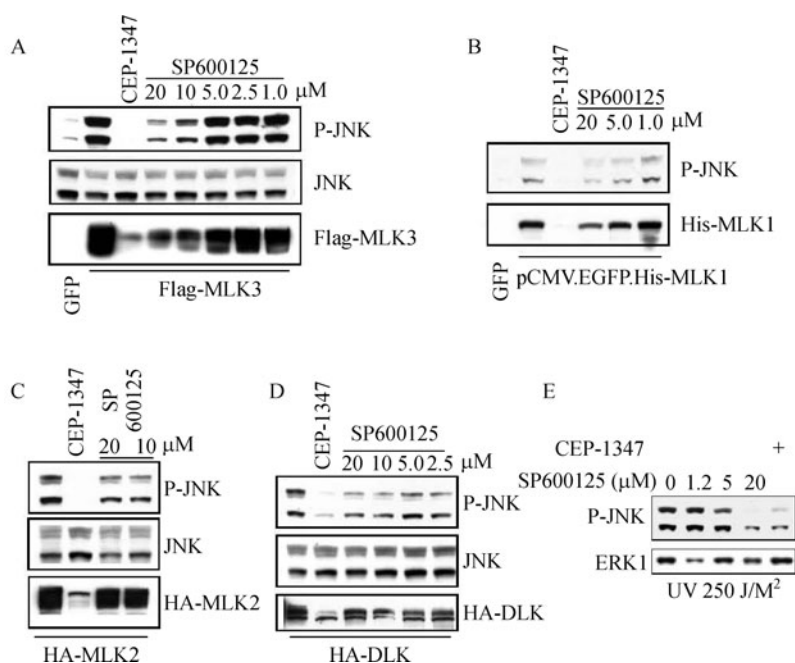 A
CEP-1347
SP600125
20 10 5.0 2.5 1.0 μM
P-JNK
JNK
Flag-MLK3
GFP
Flag-MLK3
B
CEP-1347
SP600125
20 5.0 1.0 μM
P-JNK
His-MLK1
GFP
pCMV.EGFP.His-MLK1
C
CEP-1347
SP
600125
20 10 μM
P-JNK
JNK
HA-MLK2
HA-MLK2
D
CEP-1347
SP600125
20 10 5.0 2.5 μM
P-JNK
JNK
HA-DLK
HA-DLK
E
CEP-1347 +
SP600125 (μM) 0 1.2 5 20
P-JNK
ERK1
UV 250 J/M²